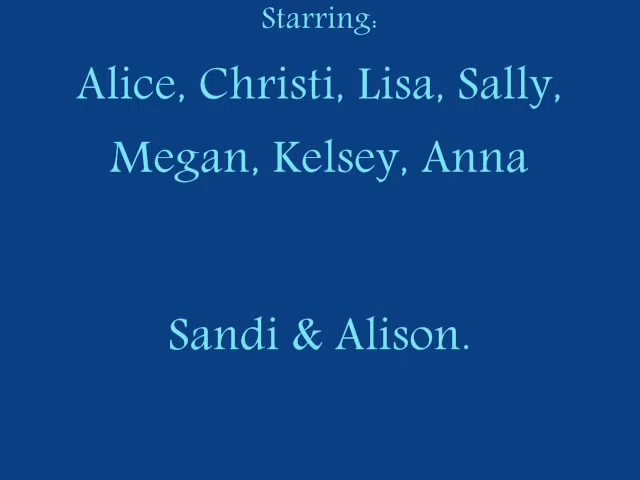 Starring:
Alice, Christi, Lisa, Sally,
Megan, Kelsey, Anna
Sandi & Alison.